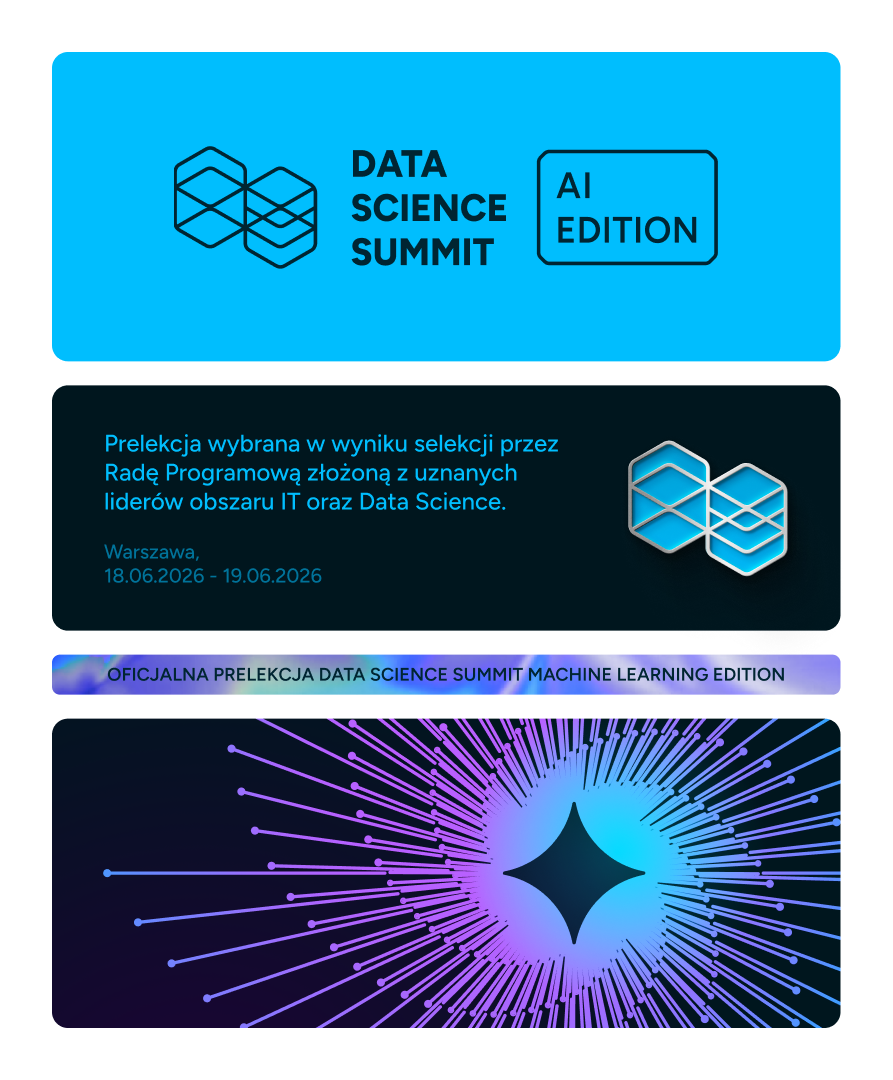 DATA
SCIENCE
SUMMIT
AI
EDITION
Prelekcja wybrana w wyniku selekcji przez
Radę Programową złożoną z uznanych
liderów obszaru IT oraz Data Science.
Warszawa,
18.06.2026 - 19.06.2026
OFICJALNA PRELEKCJA DATA SCIENCE SUMMIT MACHINE LEARNING EDITION